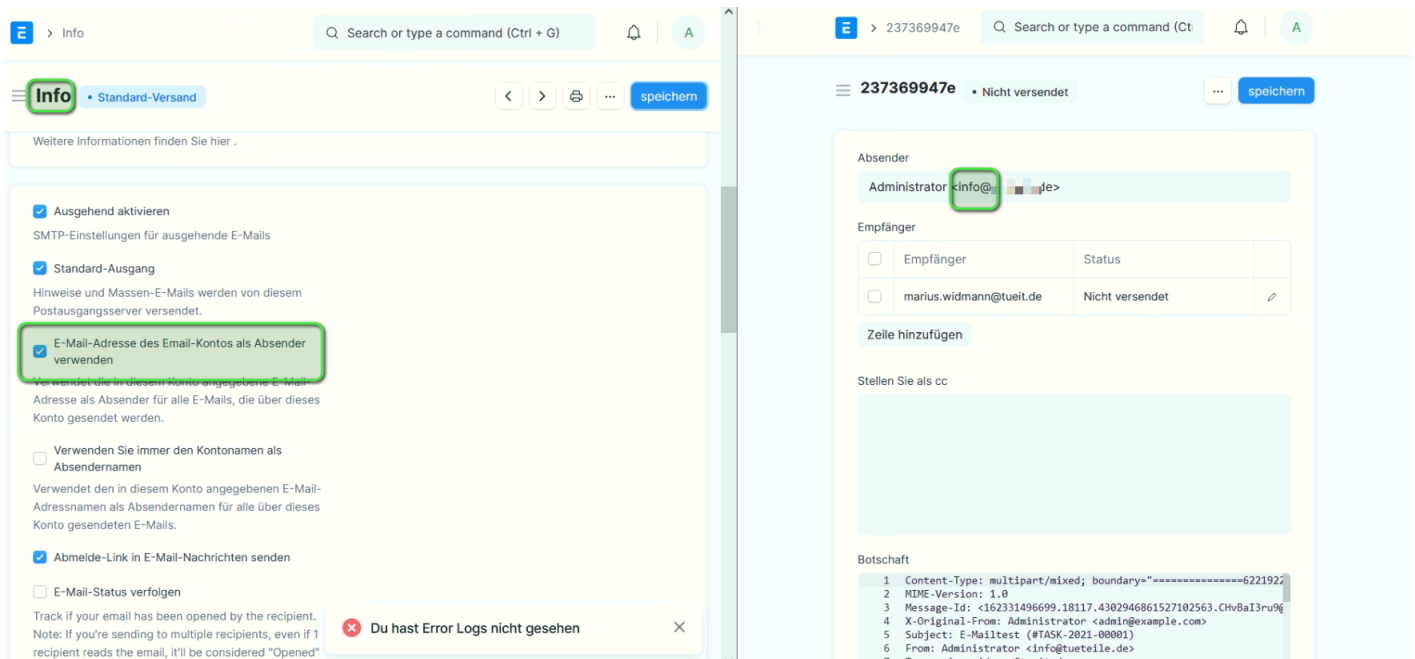 E > Info
Search or type a command (Ctrl + G)
A
Info
• Standard-Versand
speichern
Weitere Informationen finden Sie hier .
Ausgehend aktivieren
SMTP-Einstellungen für ausgehende E-Mails
Standard-Ausgang
Hinweise und Massen-E-Mails werden von diesem
Postausgangsserver versendet.
E-Mail-Adresse des Email-Kontos als Absender
verwenden
Verwendet die in diesem Konto angegebene E-Mail-
Adresse als Absender für alle E-Mails, die über dieses
Konto gesendet werden.
Verwenden Sie immer den Kontonamen als
Absendernamen
Verwendet den in diesem Konto angegebenen E-Mail-
Adressnamen als Absendernamen für alle über dieses
Konto gesendeten E-Mails.
Abmelde-Link in E-Mail-Nachrichten senden
E-Mail-Status verfolgen
Track if your email has been opened by the recipient.
Note: If you're sending to multiple recipients, even if 1
recipient reads the email, it'll be considered "Opened"
Du hast Error Logs nicht gesehen
E > 237369947e
Search or type a command (Ct
A
237369947e
• Nicht versendet
speichern
Absender
Administrator <info@ de>
Empfänger
Empfänger Status
marius.widmann@tueit.de Nicht versendet
Zeile hinzufügen
Stellen Sie als cc
Botschaft
1 Content-Type: multipart/mixed; boundary="===============6221922
2 MIME-Version: 1.0
3 Message-Id: <162331496699.18117.4302946861527102563.CHvBaI3ru9@
4 X-Original-From: Administrator <admin@example.com>
5 Subject: E-Mailtest (#TASK-2021-00001)
6 From: Administrator <info@tueteile.de>